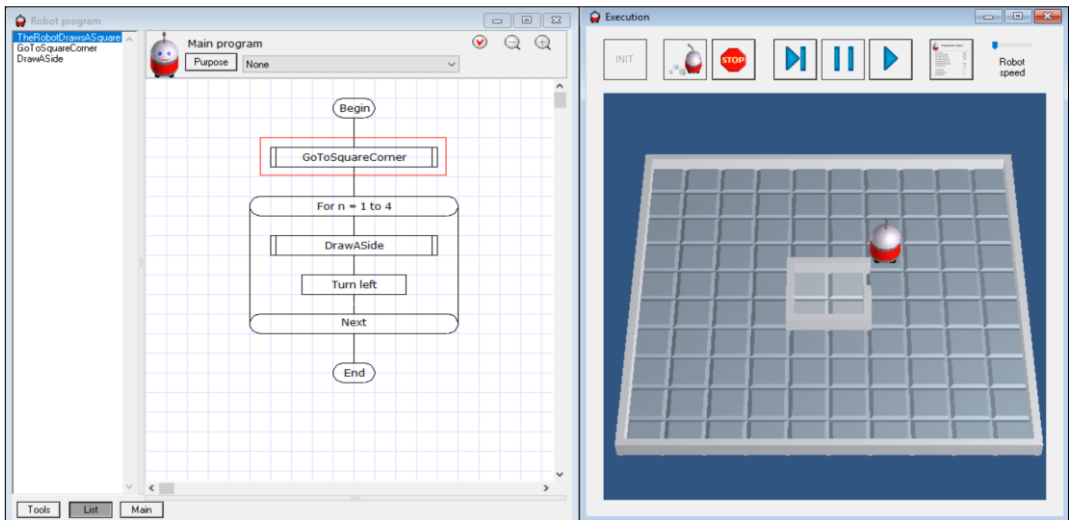 Robot program
TheRobotDrawsASquare
GoToSquareCorner
DrawASide
Main program
Purpose
None
Begin
GoToSquareCorner
For n = 1 to 4
DrawASide
Turn left
Next
End
Tools
List
Main
Execution
INIT
STOP
Robot
speed